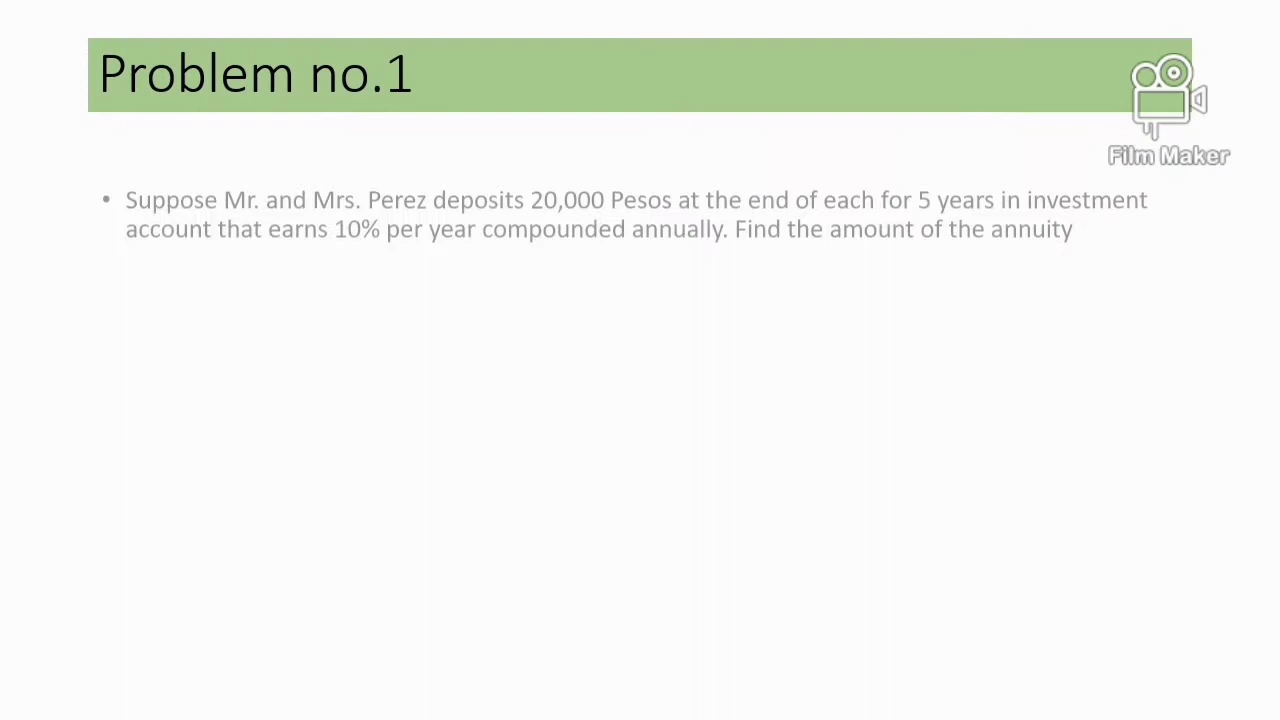 Problem no.1
Film Maker
• Suppose Mr. and Mrs. Perez deposits 20,000 Pesos at the end of each for 5 years in investment
account that earns 10% per year compounded annually. Find the amount of the annuity